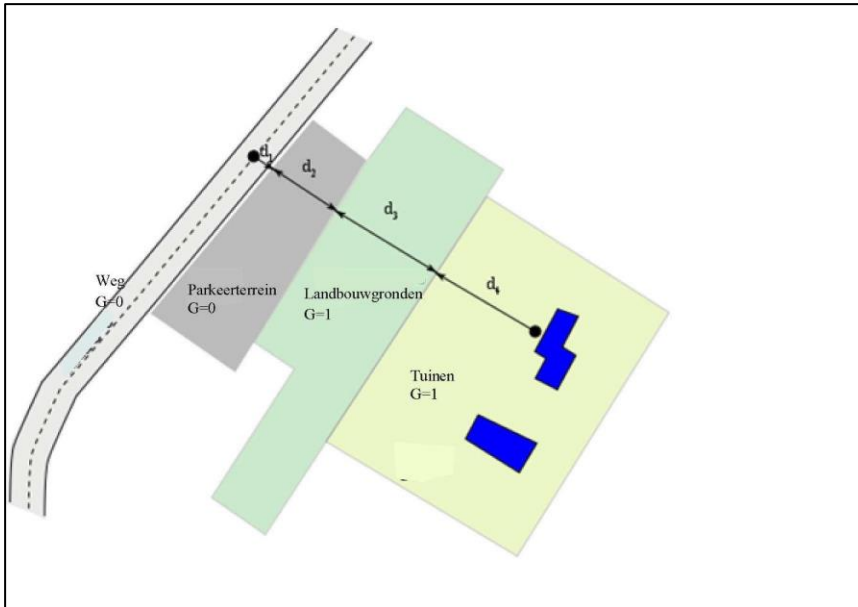 d₁
d₂
d₃
d₄
Weg
G=0
Parkeerterrein
G=0
Landbouwgronden
G=1
Tuinen
G=1